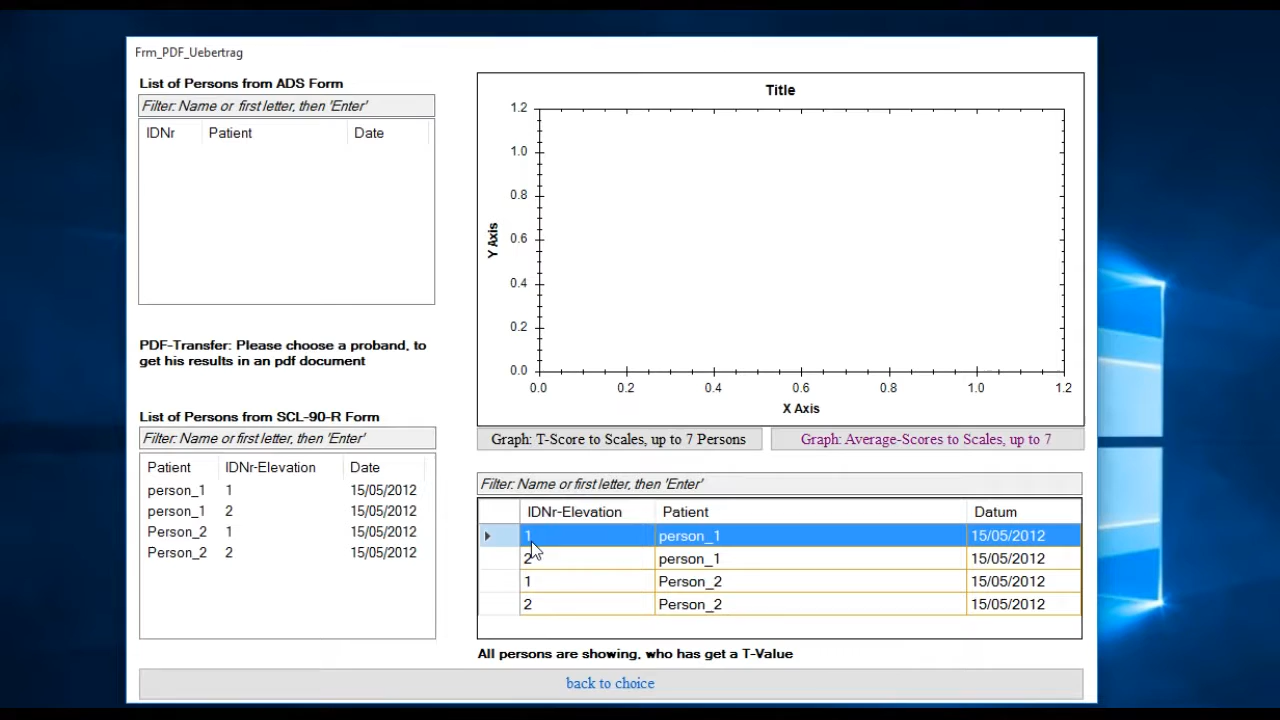 Frm_PDF_Uebertrag
List of Persons from ADS Form
Filter: Name or first letter, then 'Enter'
IDNr Patient Date
PDF-Transfer: Please choose a proband, to
get his results in an pdf document
List of Persons from SCL-90-R Form
Filter: Name or first letter, then 'Enter'
Patient IDNr-Elevation Date
person_1 1 15/05/2012
person_1 2 15/05/2012
Person_2 1 15/05/2012
Person_2 2 15/05/2012
Title
Y Axis
1.2
1.0
0.8
0.6
0.4
0.2
0.0
0.0 0.2 0.4 0.6 0.8 1.0 1.2
X Axis
Graph: T-Score to Scales, up to 7 Persons
Graph: Average-Scores to Scales, up to 7
Filter: Name or first letter, then 'Enter'
IDNr-Elevation Patient Datum
1 person_1 15/05/2012
2 person_1 15/05/2012
1 Person_2 15/05/2012
2 Person_2 15/05/2012
All persons are showing, who has get a T-Value
back to choice